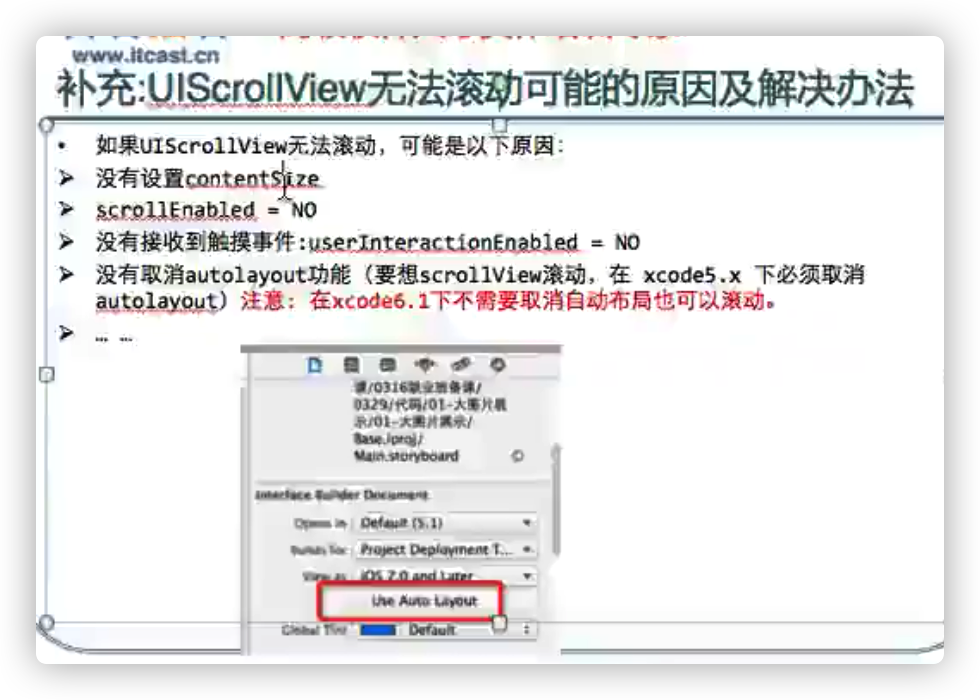 www.itcast.cn
补充:UIScrollView无法滚动可能的原因及解决办法
• 如果UIScrollView无法滚动，可能是以下原因：
➢ 没有设置contentSize
➢ scrollEnabled = NO
➢ 没有接收到触摸事件:userInteractionEnabled = NO
➢ 没有取消autolayout功能（要想scrollView滚动，在 xcode5.x 下必须取消
autolayout）注意：在xcode6.1下不需要取消自动布局也可以滚动。
➢ … …
课/0316就业班备课/
0329/代码/01-大图片展
示/01-大图片展示/
Base.lproj/
Main.storyboard
Interface Builder Document
Opens in Default (5.1)
Builds for Project Deployment T...
View as iOS 7.0 and Later
Use Auto Layout
Global Tint Default